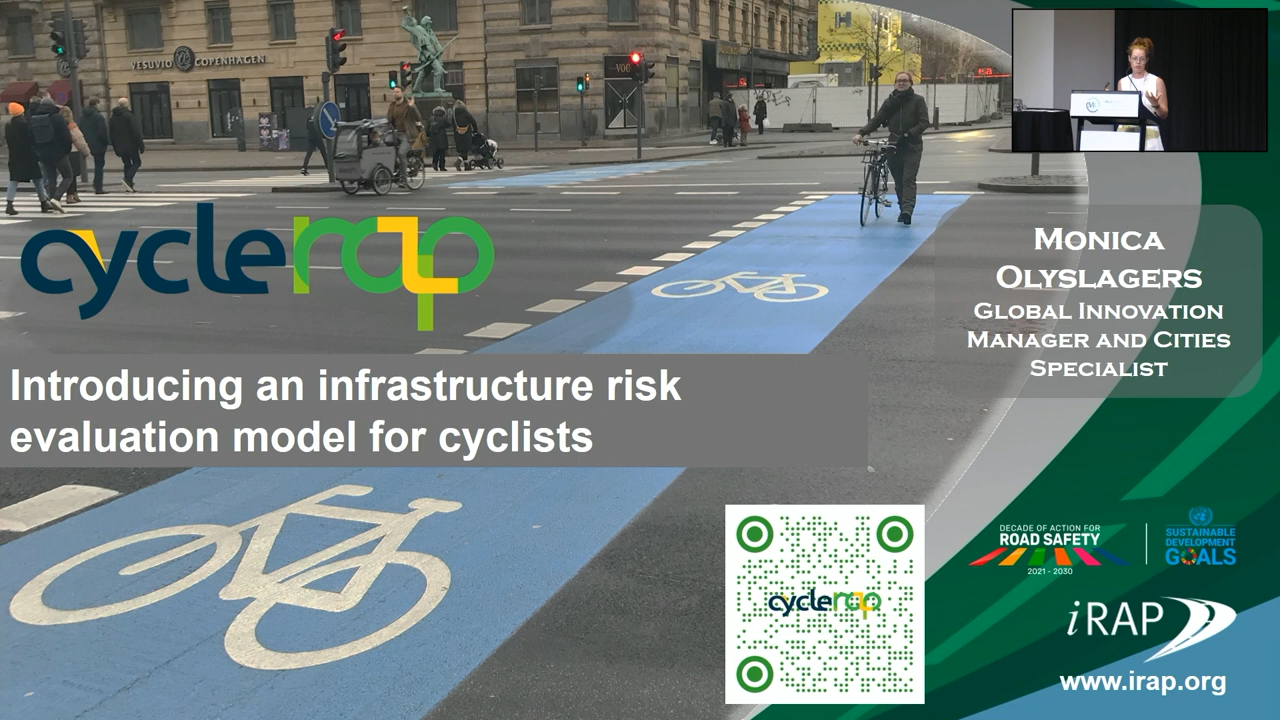 VESUVIO COPENHAGEN
VOO
H
cyclerap
Monica
Olyslagers
Global Innovation
Manager and Cities
Specialist
Introducing an infrastructure risk
evaluation model for cyclists
cyclerap
DECADE OF ACTION FOR
ROAD SAFETY
2021 - 2030
SUSTAINABLE
DEVELOPMENT
GOALS
iRAP
www.irap.org